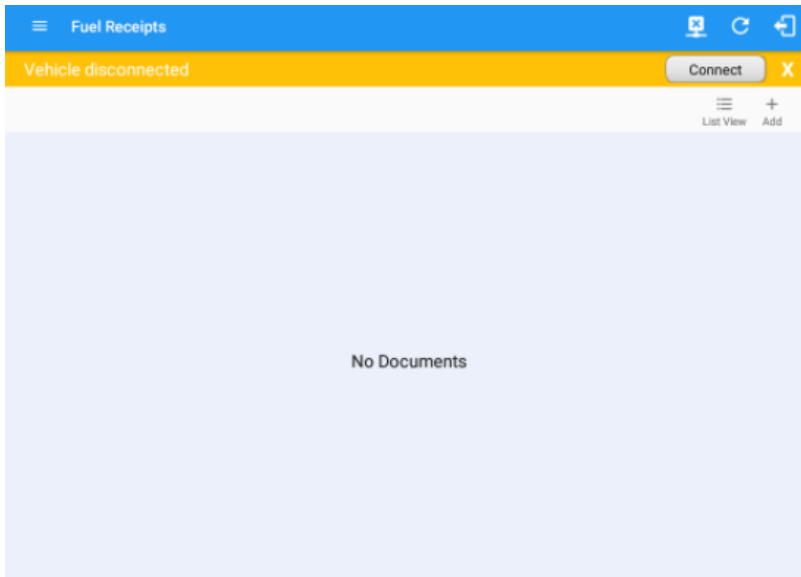 Fuel Receipts
Vehicle disconnected
Connect
X
List View
Add
No Documents